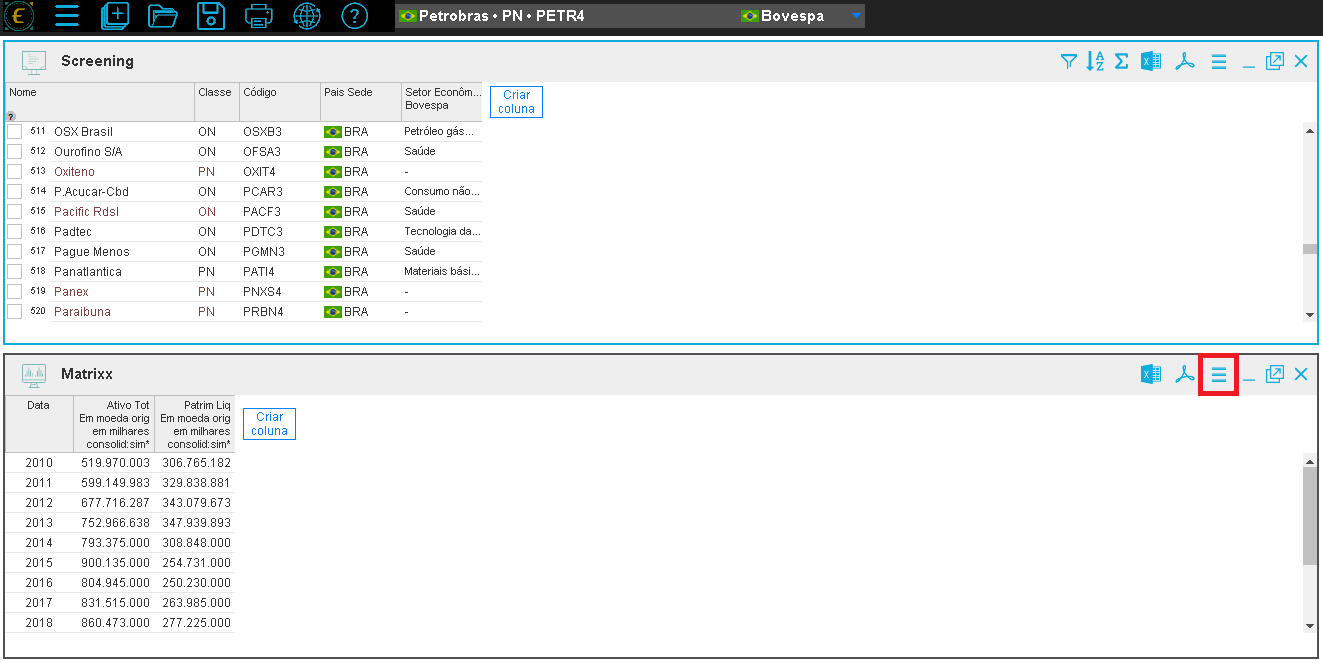 Petrobras • PN • PETR4 Bovespa
Screening
Nome Classe Código Pais Sede Setor Econôm... Bovespa Criar coluna
?
511 OSX Brasil ON OSXB3 BRA Petróleo gás...
512 Ourofino S/A ON OFSA3 BRA Saúde
513 Oxiteno PN OXIT4 BRA -
514 P.Acucar-Cbd ON PCAR3 BRA Consumo não...
515 Pacific Rdsl ON PACF3 BRA Saúde
516 Padtec ON PDTC3 BRA Tecnologia da...
517 Pague Menos ON PGMN3 BRA Saúde
518 Panatlantica PN PATI4 BRA Materiais bási...
519 Panex PN PNXS4 BRA -
520 Paraibuna PN PRBN4 BRA -
Matrixx
Data Ativo Tot Patrim Liq
Em moeda orig Em moeda orig Criar
em milhares em milhares coluna
consolid:sim* consolid:sim*
2010 519.970.003 306.765.182
2011 599.149.983 329.838.881
2012 677.716.287 343.079.673
2013 752.966.638 347.939.893
2014 793.375.000 308.848.000
2015 900.135.000 254.731.000
2016 804.945.000 250.230.000
2017 831.515.000 263.985.000
2018 860.473.000 277.225.000